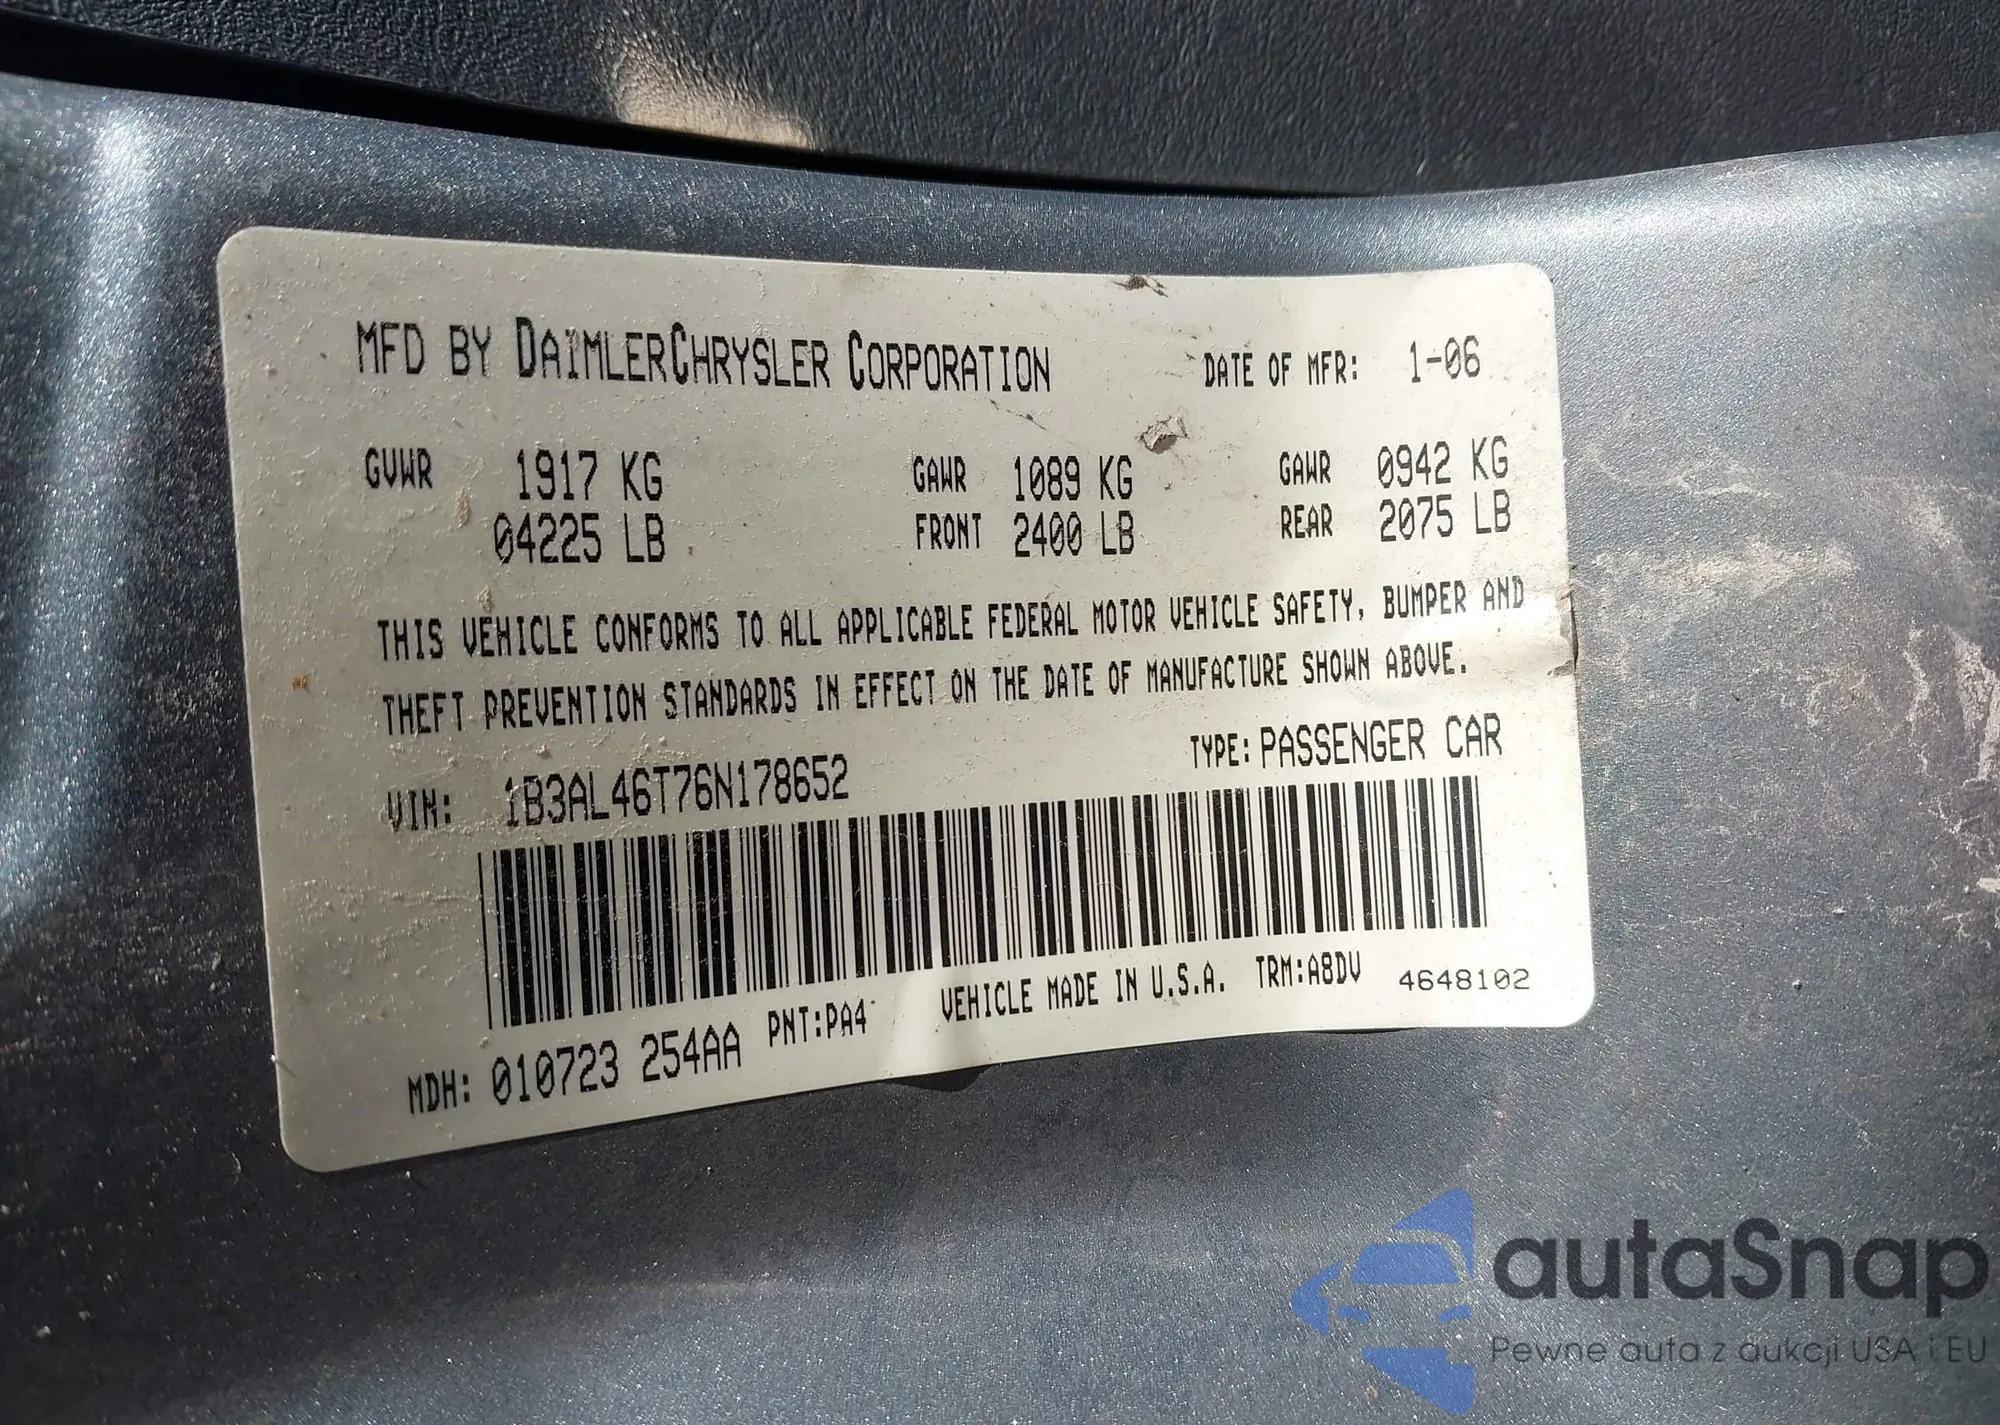 MFD BY DAIMLERCHRYSLER CORPORATION DATE OF MFR: 1-06
GVWR 1917 KG GAWR 1089 KG GAWR 0942 KG
04225 LB FRONT 2400 LB REAR 2075 LB
THIS VEHICLE CONFORMS TO ALL APPLICABLE FEDERAL MOTOR VEHICLE SAFETY, BUMPER AND
THEFT PREVENTION STANDARDS IN EFFECT ON THE DATE OF MANUFACTURE SHOWN ABOVE.
VIN: 1B3AL46T76N178652 TYPE: PASSENGER CAR
MDH: 010723 254AA PNT:PA4 VEHICLE MADE IN U.S.A. TRM:A8DV 4648102
autaSnap
Pewne auta z aukcji USA i EU